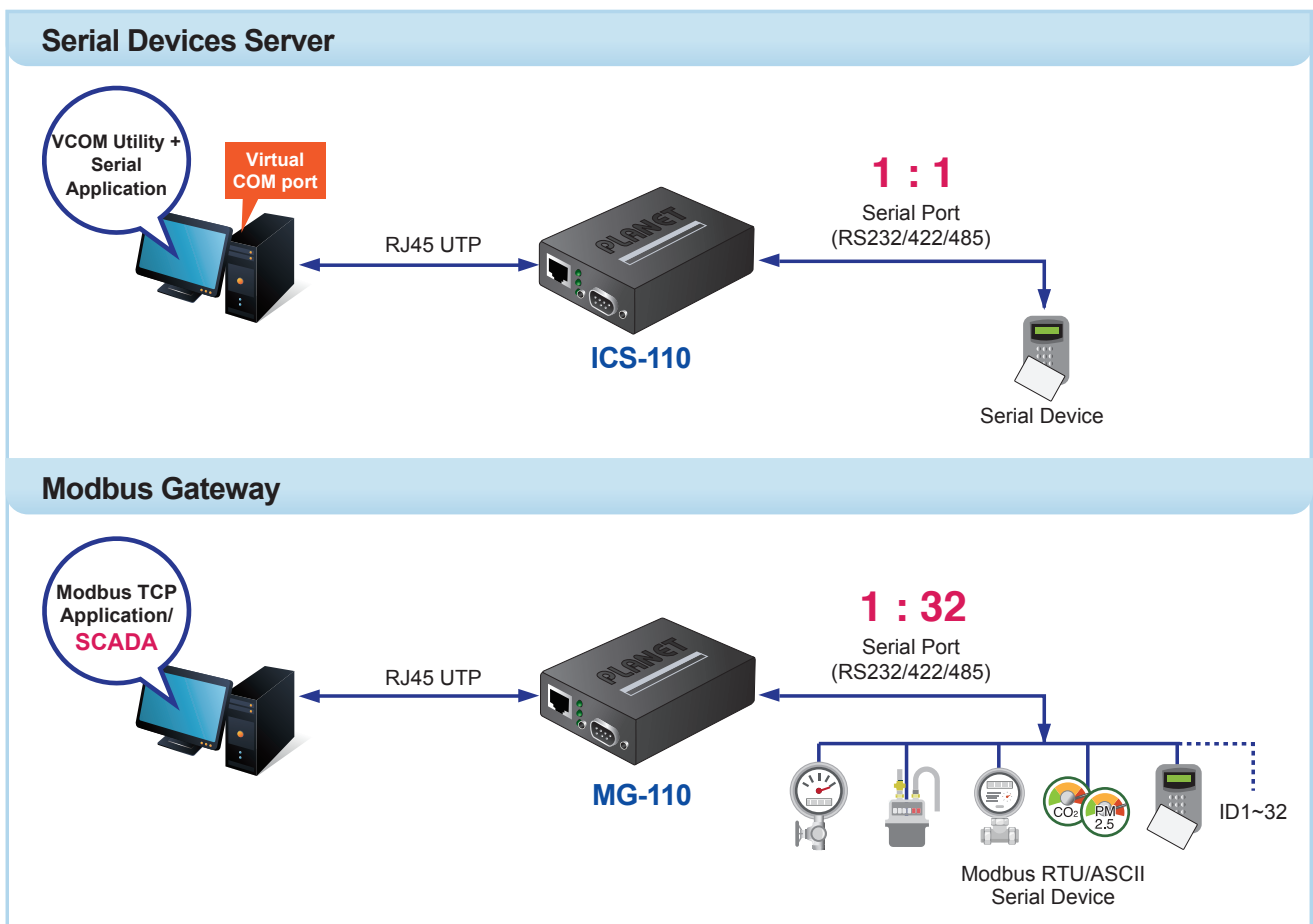 Serial Devices Server
VCOM Utility +
Serial
Application
Virtual
COM port
RJ45 UTP
PLANET
ICS-110
1 : 1
Serial Port
(RS232/422/485)
Serial Device
Modbus Gateway
Modbus TCP
Application/
SCADA
RJ45 UTP
PLANET
MG-110
1 : 32
Serial Port
(RS232/422/485)
CO₂
PM
2.5
ID1~32
Modbus RTU/ASCII
Serial Device